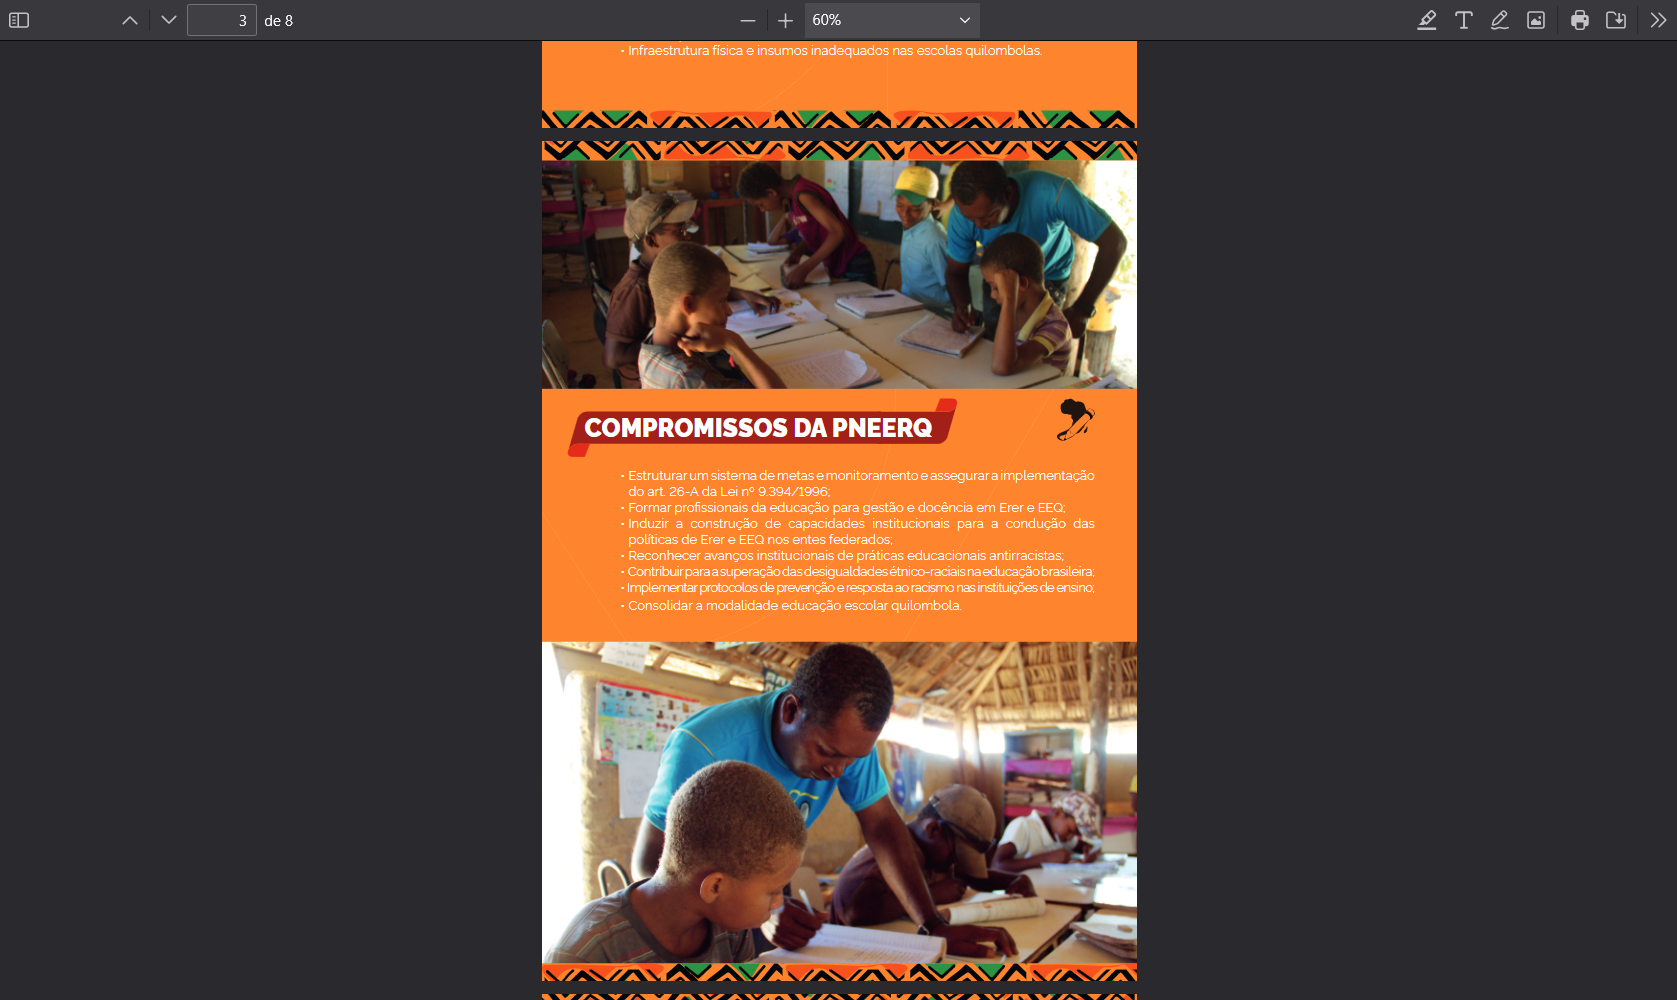 3 de 8 60%
• Infraestrutura física e insumos inadequados nas escolas quilombolas.
COMPROMISSOS DA PNEERQ
• Estruturar um sistema de metas e monitoramento e assegurar a implementação
do art. 26-A da Lei nº 9.394/1996;
• Formar profissionais da educação para gestão e docência em Erer e EEQ;
• Induzir a construção de capacidades institucionais para a condução das
políticas de Erer e EEQ nos entes federados;
• Reconhecer avanços institucionais de práticas educacionais antirracistas;
• Contribuir para a superação das desigualdades étnico-raciais na educação brasileira;
• Implementar protocolos de prevenção e resposta ao racismo nas instituições de ensino;
• Consolidar a modalidade educação escolar quilombola.